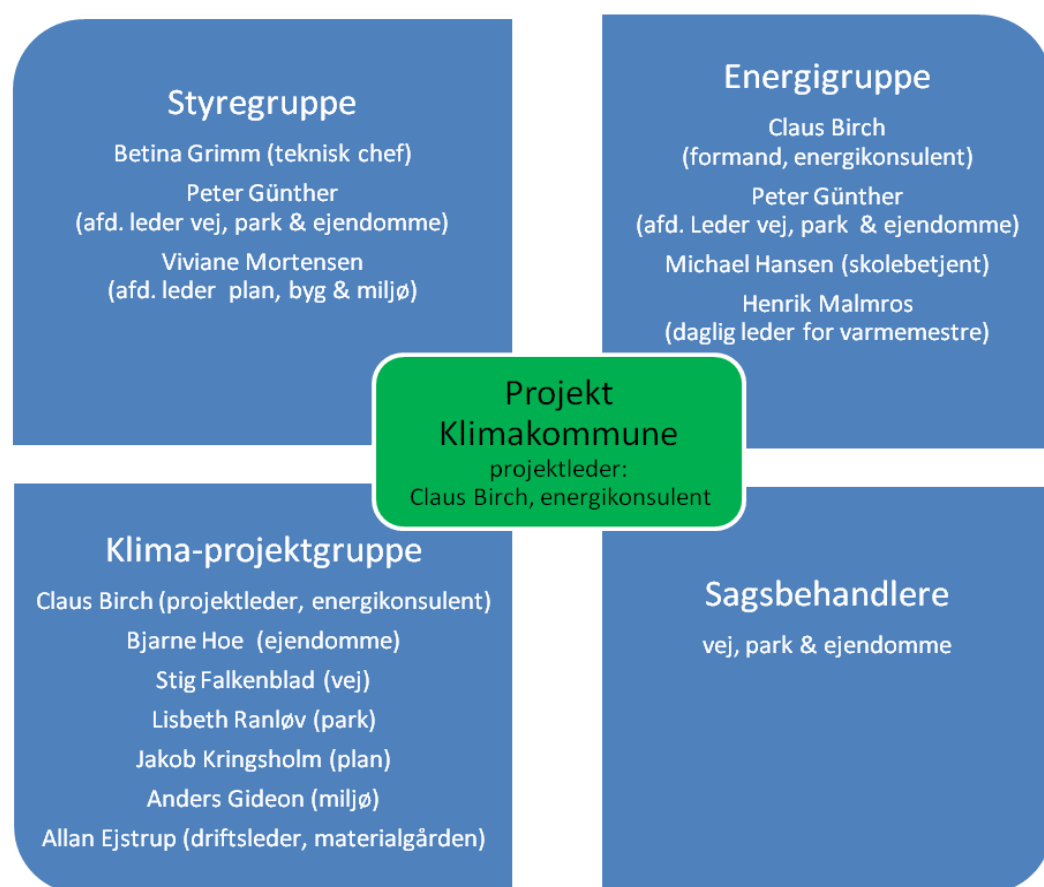 Styregruppe
Betina Grimm (teknisk chef)
Peter Günther
(afd. leder vej, park & ejendomme)
Viviane Mortensen
(afd. leder plan, byg & miljø)
Energigruppe
Claus Birch
(formand, energikonsulent)
Peter Günther
(afd. Leder vej, park & ejendomme)
Michael Hansen (skolebetjent)
Henrik Malmros
(daglig leder for varmemestre)
Projekt
Klimakommune
projektleder:
Claus Birch, energikonsulent
Klima-projektgruppe
Claus Birch (projektleder, energikonsulent)
Bjarne Hoe (ejendomme)
Stig Falkenblad (vej)
Lisbeth Ranløv (park)
Jakob Kringsholm (plan)
Anders Gideon (miljø)
Allan Ejstrup (driftsleder, materialgården)
Sagsbehandlere
vej, park & ejendomme